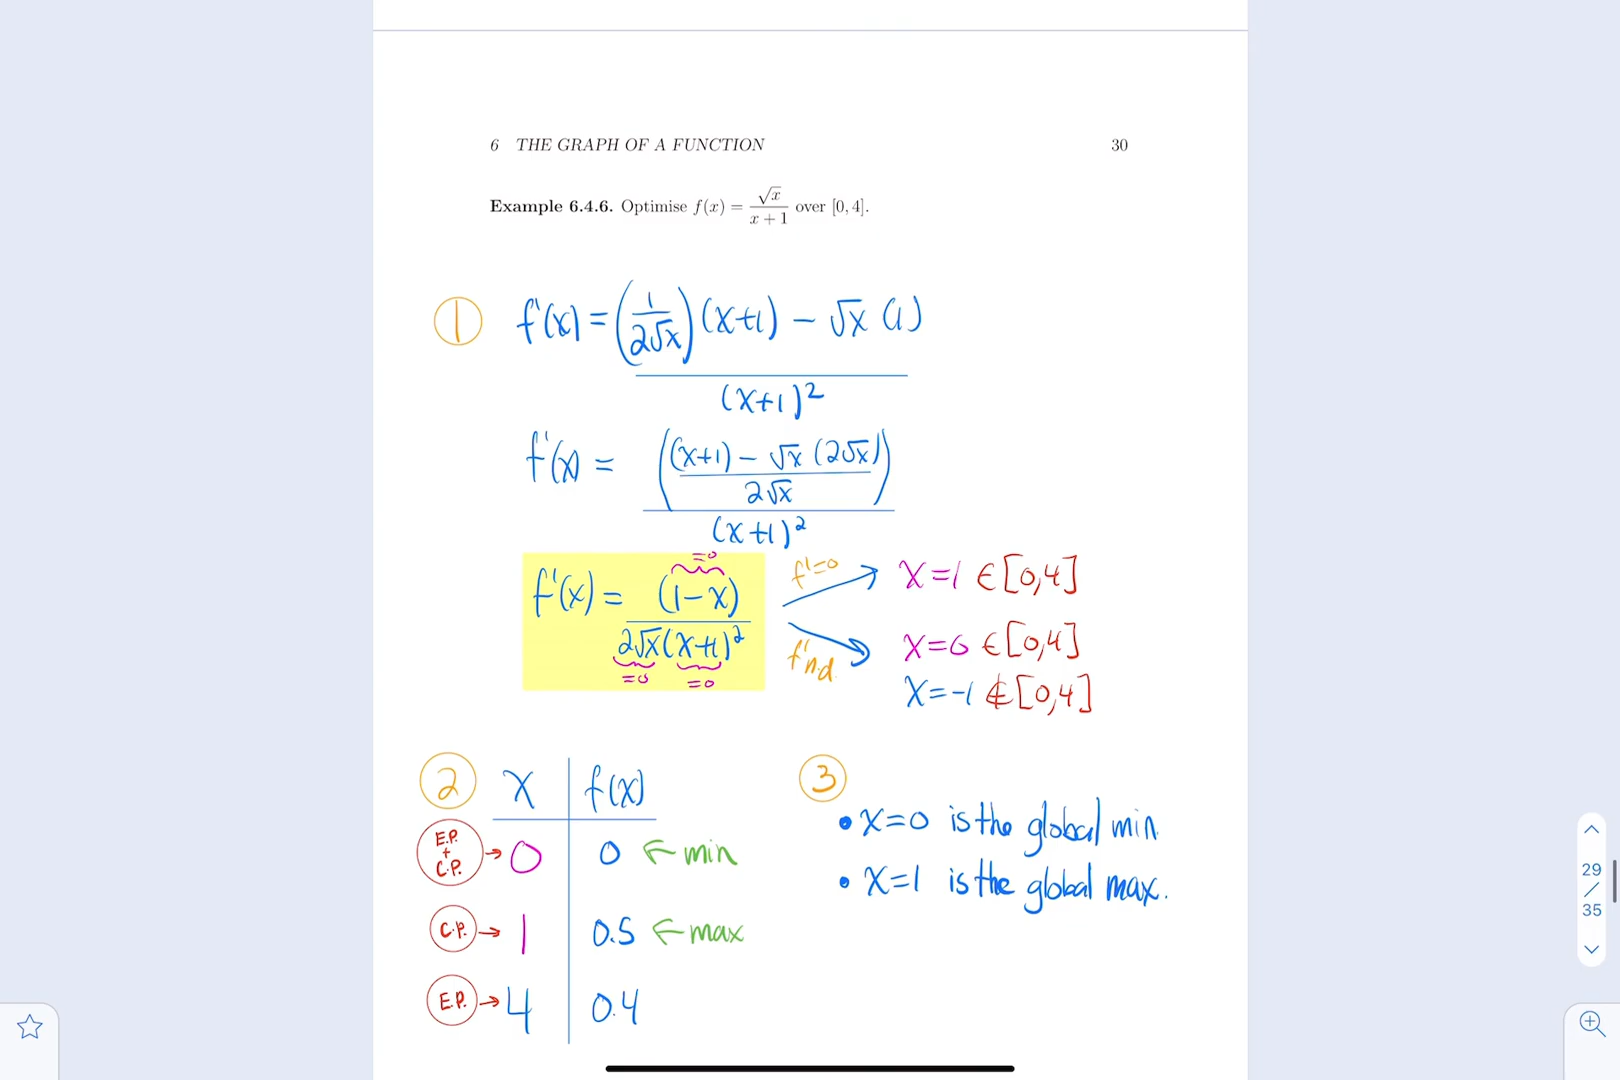 6 THE GRAPH OF A FUNCTION 30
Example 6.4.6. Optimise f(x) = √x / (x + 1) over [0, 4].
① f'(x) = (1/(2√x))(x+1) − √x (1)
(x+1)²
f'(x) = ((x+1) − √x (2√x))
2√x
(x+1)²
=0
f'(x) = (1−x)
2√x(x+1)²
=0 =0
f'=0 x=1 ∈[0,4]
f' n.d. x=0 ∈[0,4]
x=-1 ∉[0,4]
② x f(x)
E.P. + C.P. → 0 0 ← min
C.P. → 1 0.5 ← max
E.P. → 4 0.4
③
• x=0 is the global min.
• x=1 is the global max.
29
/
35